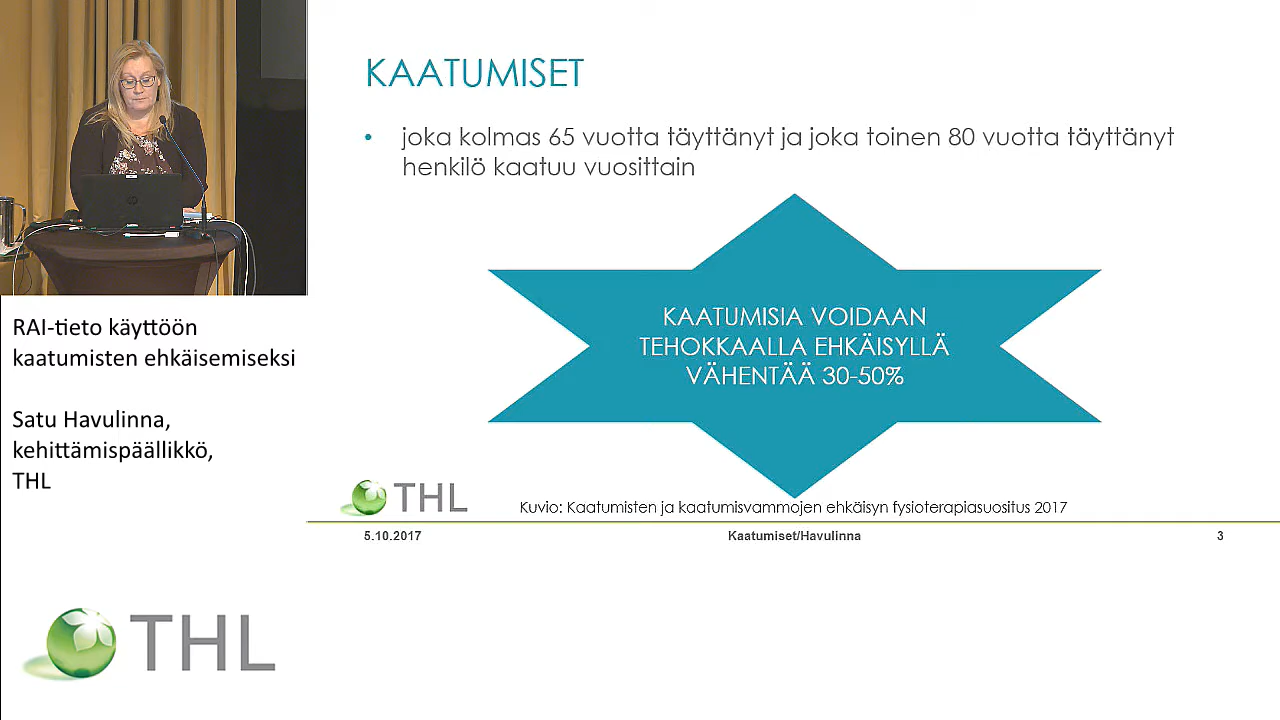 KAATUMISET
• joka kolmas 65 vuotta täyttänyt ja joka toinen 80 vuotta täyttänyt
henkilö kaatuu vuosittain
KAATUMISIA VOIDAAN
TEHOKKAALLA EHKÄISYLLÄ
VÄHENTÄÄ 30-50%
THL
Kuvio: Kaatumisten ja kaatumisvammojen ehkäisyn fysioterapiasuositus 2017
5.10.2017
Kaatumiset/Havulinna
3
RAI-tieto käyttöön
kaatumisten ehkäisemiseksi
Satu Havulinna,
kehittämispäällikkö,
THL
THL